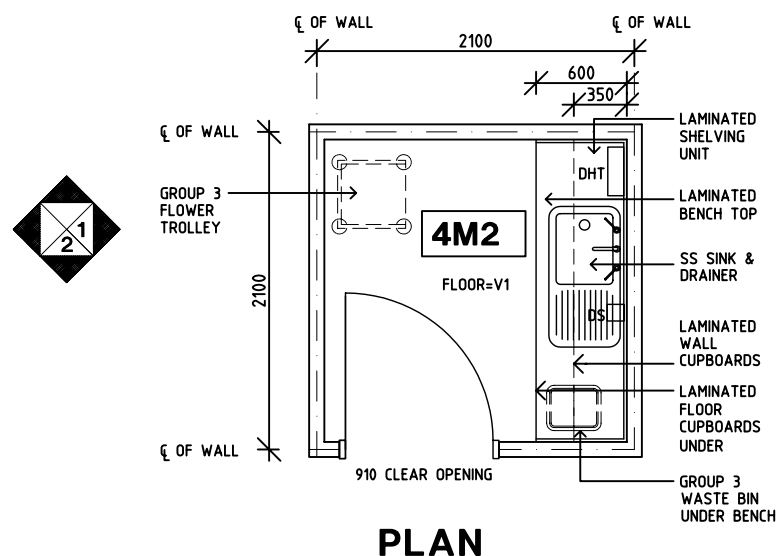 ℄ OF WALL
℄ OF WALL
2100
600
350
℄ OF WALL
LAMINATED
SHELVING
UNIT
DHT
GROUP 3
FLOWER
TROLLEY
LAMINATED
BENCH TOP
1
2
4M2
SS SINK &
DRAINER
FLOOR=V1
2100
DS
LAMINATED
WALL
CUPBOARDS
LAMINATED
FLOOR
CUPBOARDS
UNDER
℄ OF WALL
910 CLEAR OPENING
GROUP 3
WASTE BIN
UNDER BENCH
PLAN